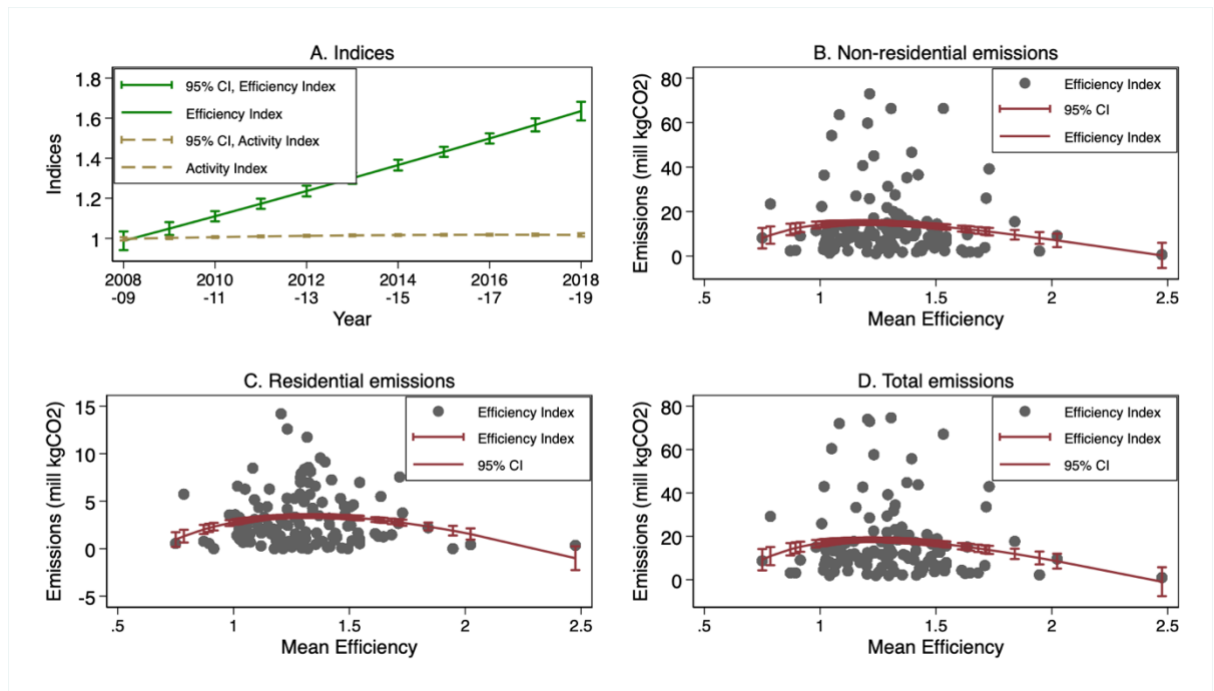 A. Indices
1.8
1.6
1.4
1.2
1
Indices
95% CI, Efficiency Index
Efficiency Index
95% CI, Activity Index
Activity Index
2008 2010 2012 2014 2016 2018
-09 -11 -13 -15 -17 -19
Year
B. Non-residential emissions
80
60
40
20
0
Emissions (mill kgCO2)
Efficiency Index
95% CI
Efficiency Index
.5 1 1.5 2 2.5
Mean Efficiency
C. Residential emissions
15
10
5
0
-5
Emissions (mill kgCO2)
Efficiency Index
Efficiency Index
95% CI
.5 1 1.5 2 2.5
Mean Efficiency
D. Total emissions
80
60
40
20
0
Emissions (mill kgCO2)
Efficiency Index
Efficiency Index
95% CI
.5 1 1.5 2 2.5
Mean Efficiency